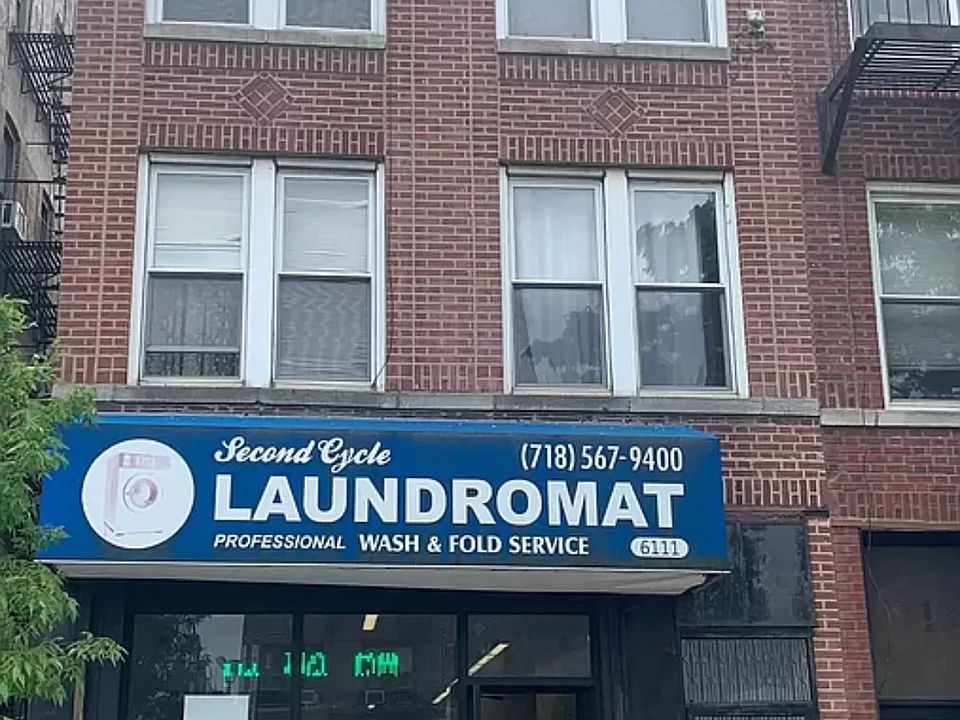 Second Cycle
(718) 567-9400
LAUNDROMAT
PROFESSIONAL WASH & FOLD SERVICE
6111